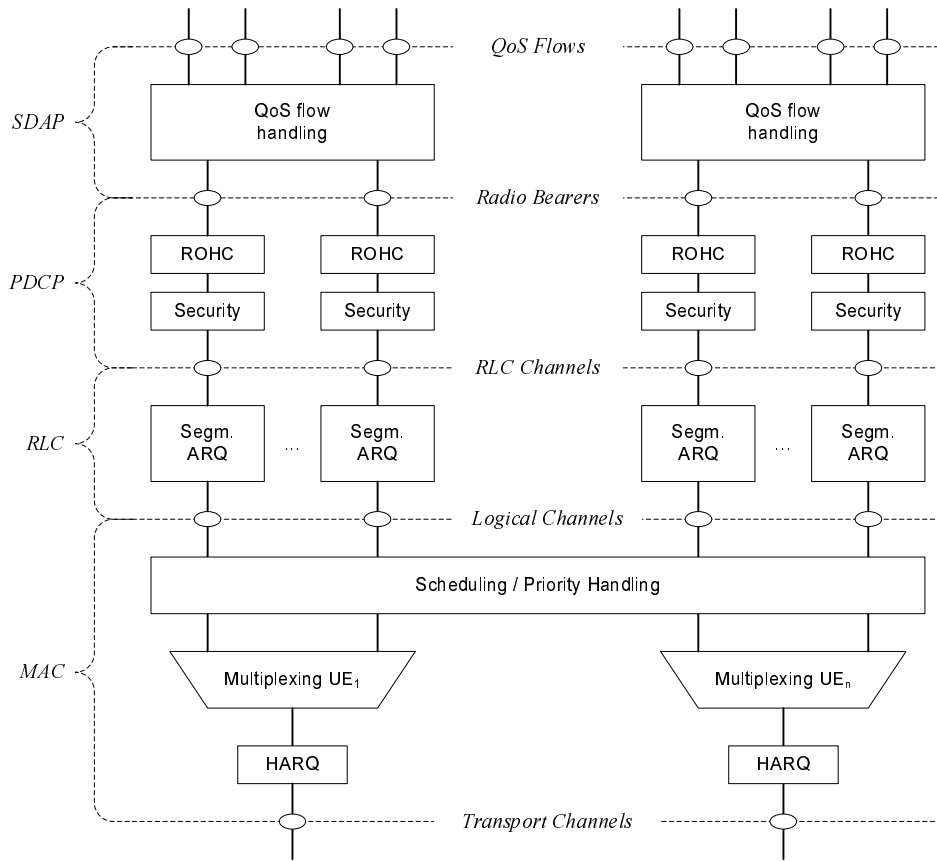 QoS Flows
QoS flow
handling
QoS flow
handling
SDAP
Radio Bearers
ROHC
ROHC
ROHC
ROHC
PDCP
Security
Security
Security
Security
RLC Channels
Segm.
ARQ
...
Segm.
ARQ
Segm.
ARQ
...
Segm.
ARQ
RLC
Logical Channels
Scheduling / Priority Handling
MAC
Multiplexing UE1
Multiplexing UEn
HARQ
HARQ
Transport Channels